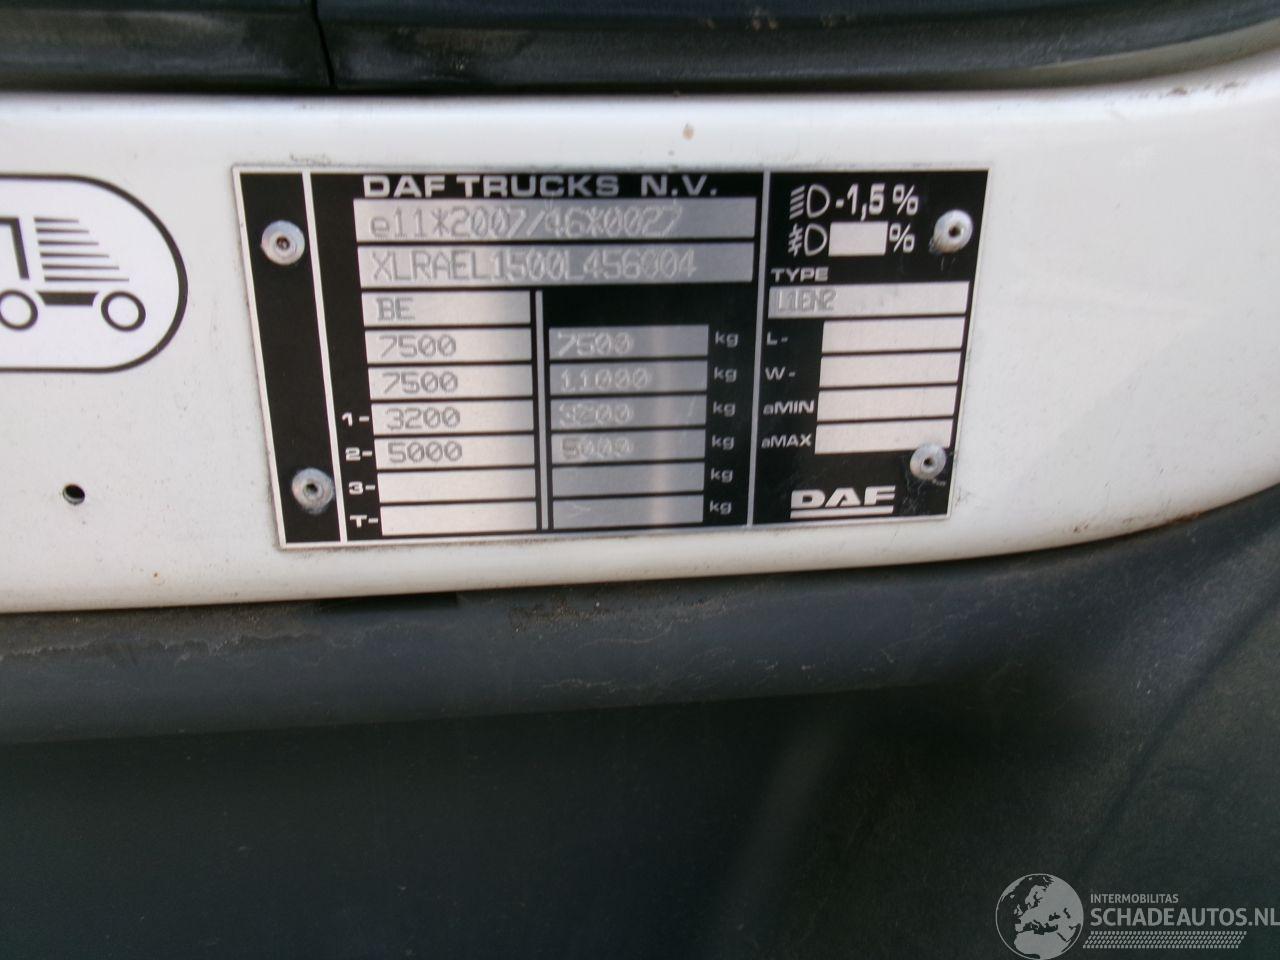 DAF TRUCKS N.V.
e11*2007/46*0027
XLRAEL1500L456004
BE
7500 7500 kg
7500 11000 kg
1- 3200 3200 kg
2- 5000 5000 kg
3- kg
T- kg
-1,5%
%
TYPE
L1EN2
L-
W-
aMIN
aMAX
DAF
INTERMOBILITAS
SCHADEAUTOS.NL